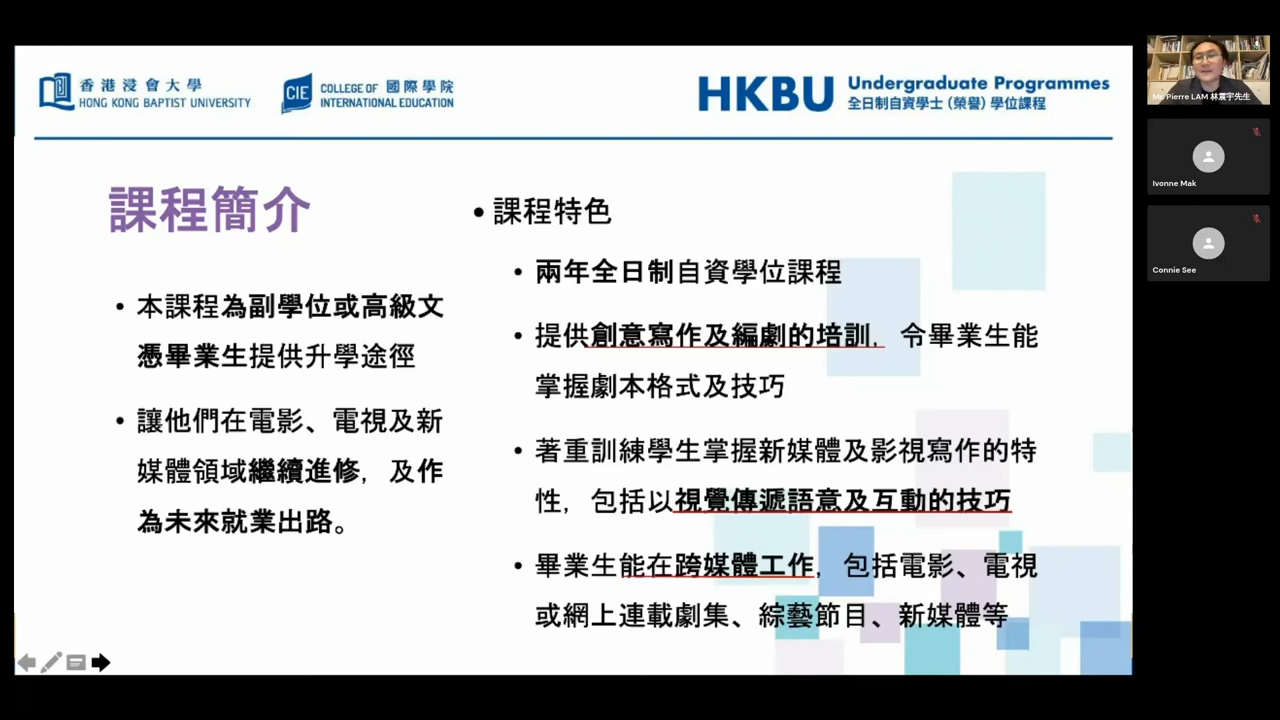 香港浸會大學
HONG KONG BAPTIST UNIVERSITY
CIE
COLLEGE OF 國際學院
INTERNATIONAL EDUCATION
HKBU
Undergraduate Programmes
全日制自資學士 (榮譽) 學位課程
課程簡介
• 本課程為副學位或高級文
憑畢業生提供升學途徑
• 讓他們在電影、電視及新
媒體領域繼續進修，及作
為未來就業出路。
• 課程特色
• 兩年全日制自資學位課程
• 提供創意寫作及編劇的培訓，令畢業生能
掌握劇本格式及技巧
• 著重訓練學生掌握新媒體及影視寫作的特
性，包括以視覺傳遞語意及互動的技巧
• 畢業生能在跨媒體工作，包括電影、電視
或網上連載劇集、綜藝節目、新媒體等
Mr. Pierre LAM 林震宇先生
Ivonne Mak
Connie See